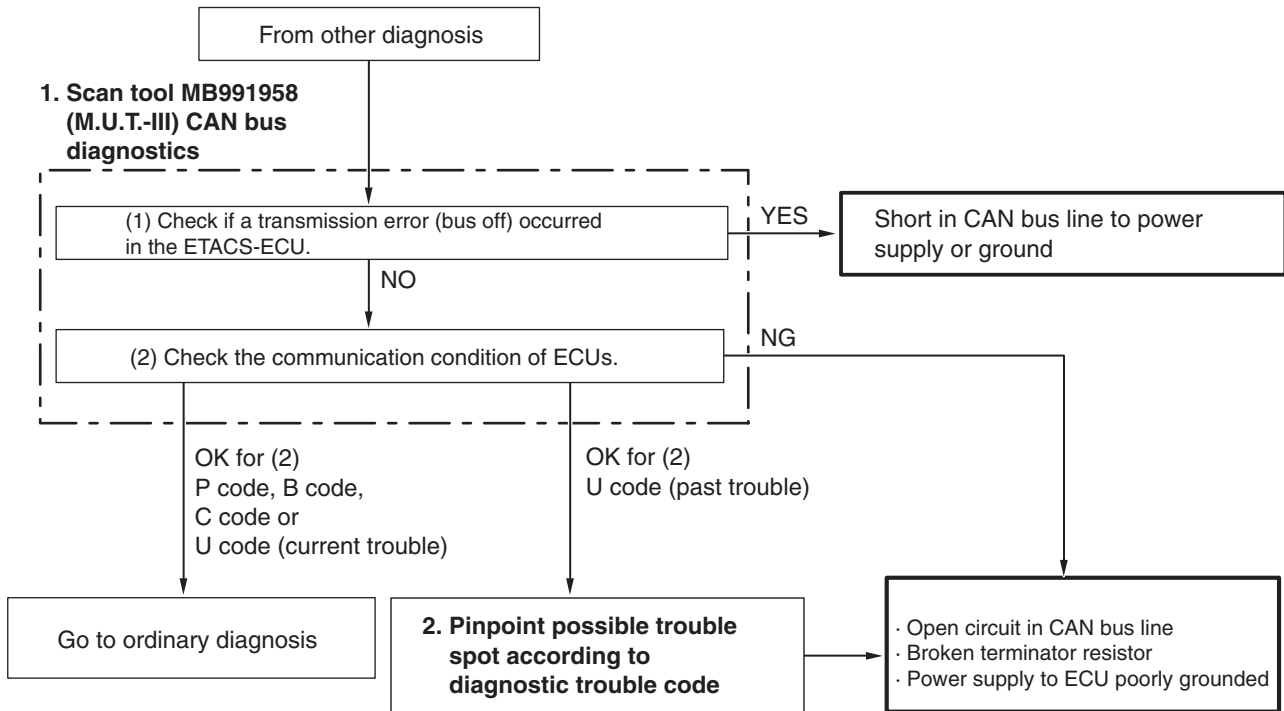 From other diagnosis
1. Scan tool MB991958
(M.U.T.-III) CAN bus
diagnostics
(1) Check if a transmission error (bus off) occurred
in the ETACS-ECU.
YES
Short in CAN bus line to power
supply or ground
NO
(2) Check the communication condition of ECUs.
NG
OK for (2)
P code, B code,
C code or
U code (current trouble)
OK for (2)
U code (past trouble)
Go to ordinary diagnosis
2. Pinpoint possible trouble
spot according to
diagnostic trouble code
· Open circuit in CAN bus line
· Broken terminator resistor
· Power supply to ECU poorly grounded